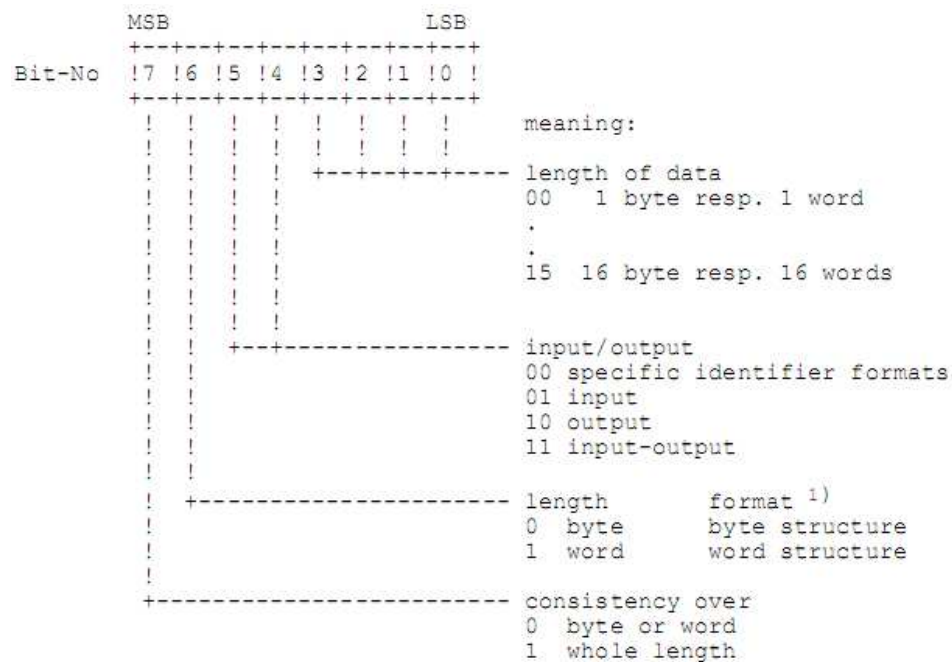 MSB LSB
+--+--+--+--+--+--+--+--+
Bit-No !7 !6 !5 !4 !3 !2 !1 !0 !
+--+--+--+--+--+--+--+--+
! ! ! ! ! ! ! ! meaning:
! ! ! ! ! ! ! !
! ! ! ! +--+--+--+---- length of data
! ! ! ! 00 1 byte resp. 1 word
! ! ! ! .
! ! ! ! .
! ! ! ! 15 16 byte resp. 16 words
! ! ! !
! ! ! !
! ! +--+---------------- input/output
! ! 00 specific identifier formats
! ! 01 input
! ! 10 output
! ! 11 input-output
! !
! +---------------------- length format 1)
! 0 byte byte structure
! 1 word word structure
!
+------------------------- consistency over
0 byte or word
1 whole length